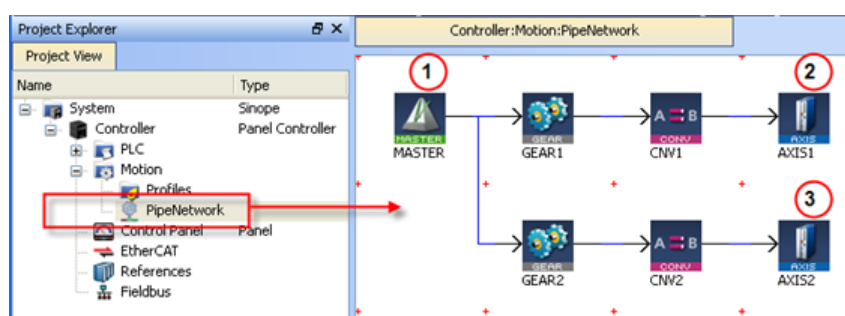 Project Explorer
Project View
Name Type
System Sinope
Controller Panel Controller
PLC
Motion
Profiles
PipeNetwork
Control Panel Panel
EtherCAT
References
Fieldbus
Controller:Motion:PipeNetwork
1
2
MASTER GEAR A B CONV AXIS
MASTER GEAR1 CNV1 AXIS1
3
GEAR A B CONV AXIS
GEAR2 CNV2 AXIS2